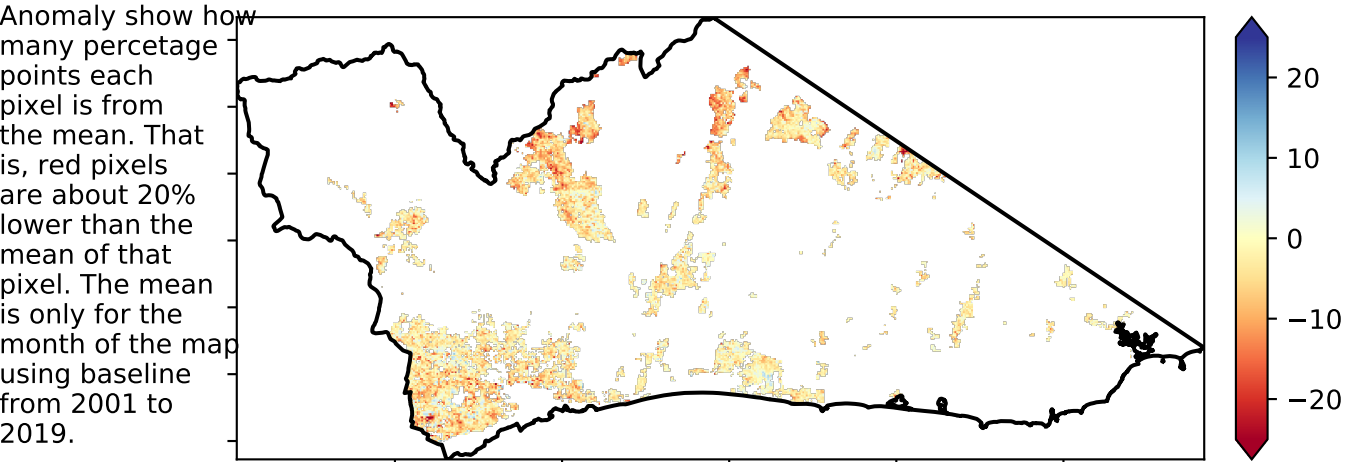 Anomaly show how
many percetage
points each
pixel is from
the mean. That
is, red pixels
are about 20%
lower than the
mean of that
pixel. The mean
is only for the
month of the map
using baseline
from 2001 to
2019.
20
10
0
−10
−20